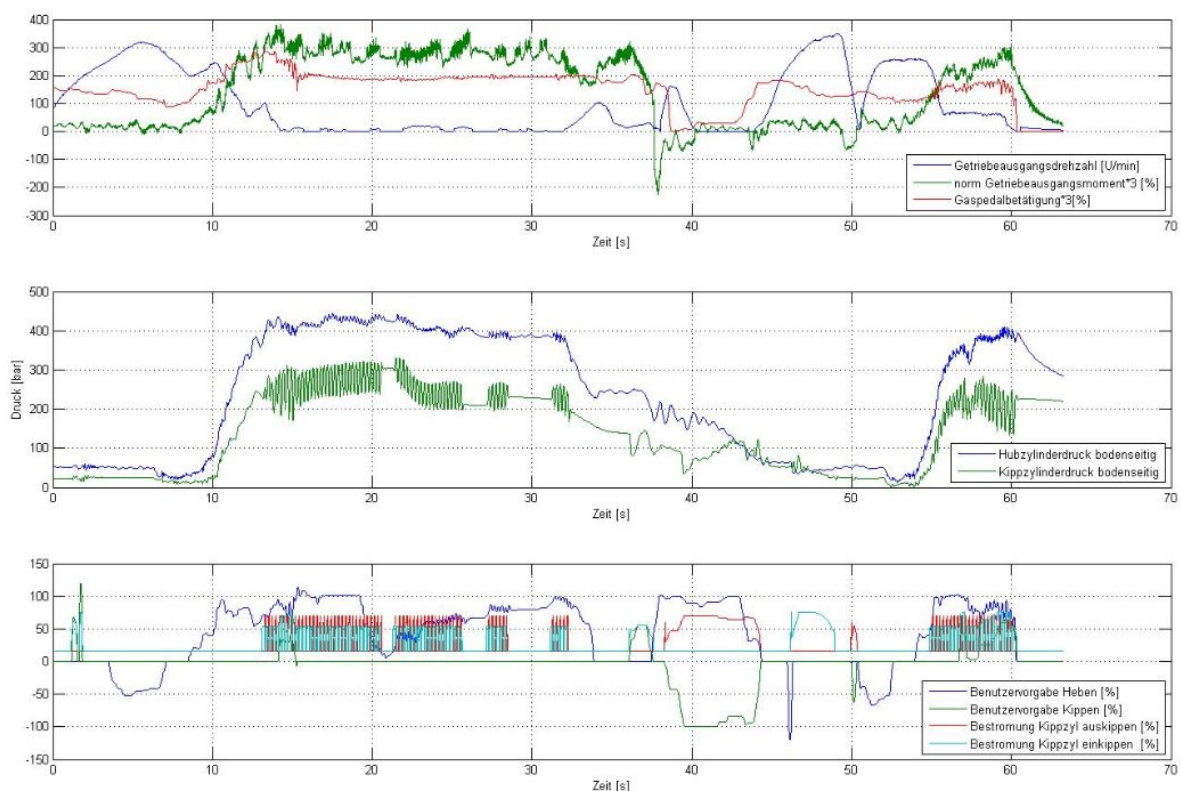 400
300
200
100
0
-100
-200
-300
0 10 20 30 40 50 60 70
Zeit [s]
Getriebeausgangsdrehzahl [U/min]
norm Getriebeausgangsmoment*3 [%]
Gaspedalbetätigung*3[%]
500
400
300
200
100
0
Druck [bar]
0 10 20 30 40 50 60 70
Zeit [s]
Hubzylinderdruck bodenseitig
Kippzylinderdruck bodenseitig
150
100
50
0
-50
-100
-150
0 10 20 30 40 50 60 70
Zeit [s]
Benutzervorgabe Heben [%]
Benutzervorgabe Kippen [%]
Bestromung Kippzyl auskippen [%]
Bestromung Kippzyl einkippen [%]